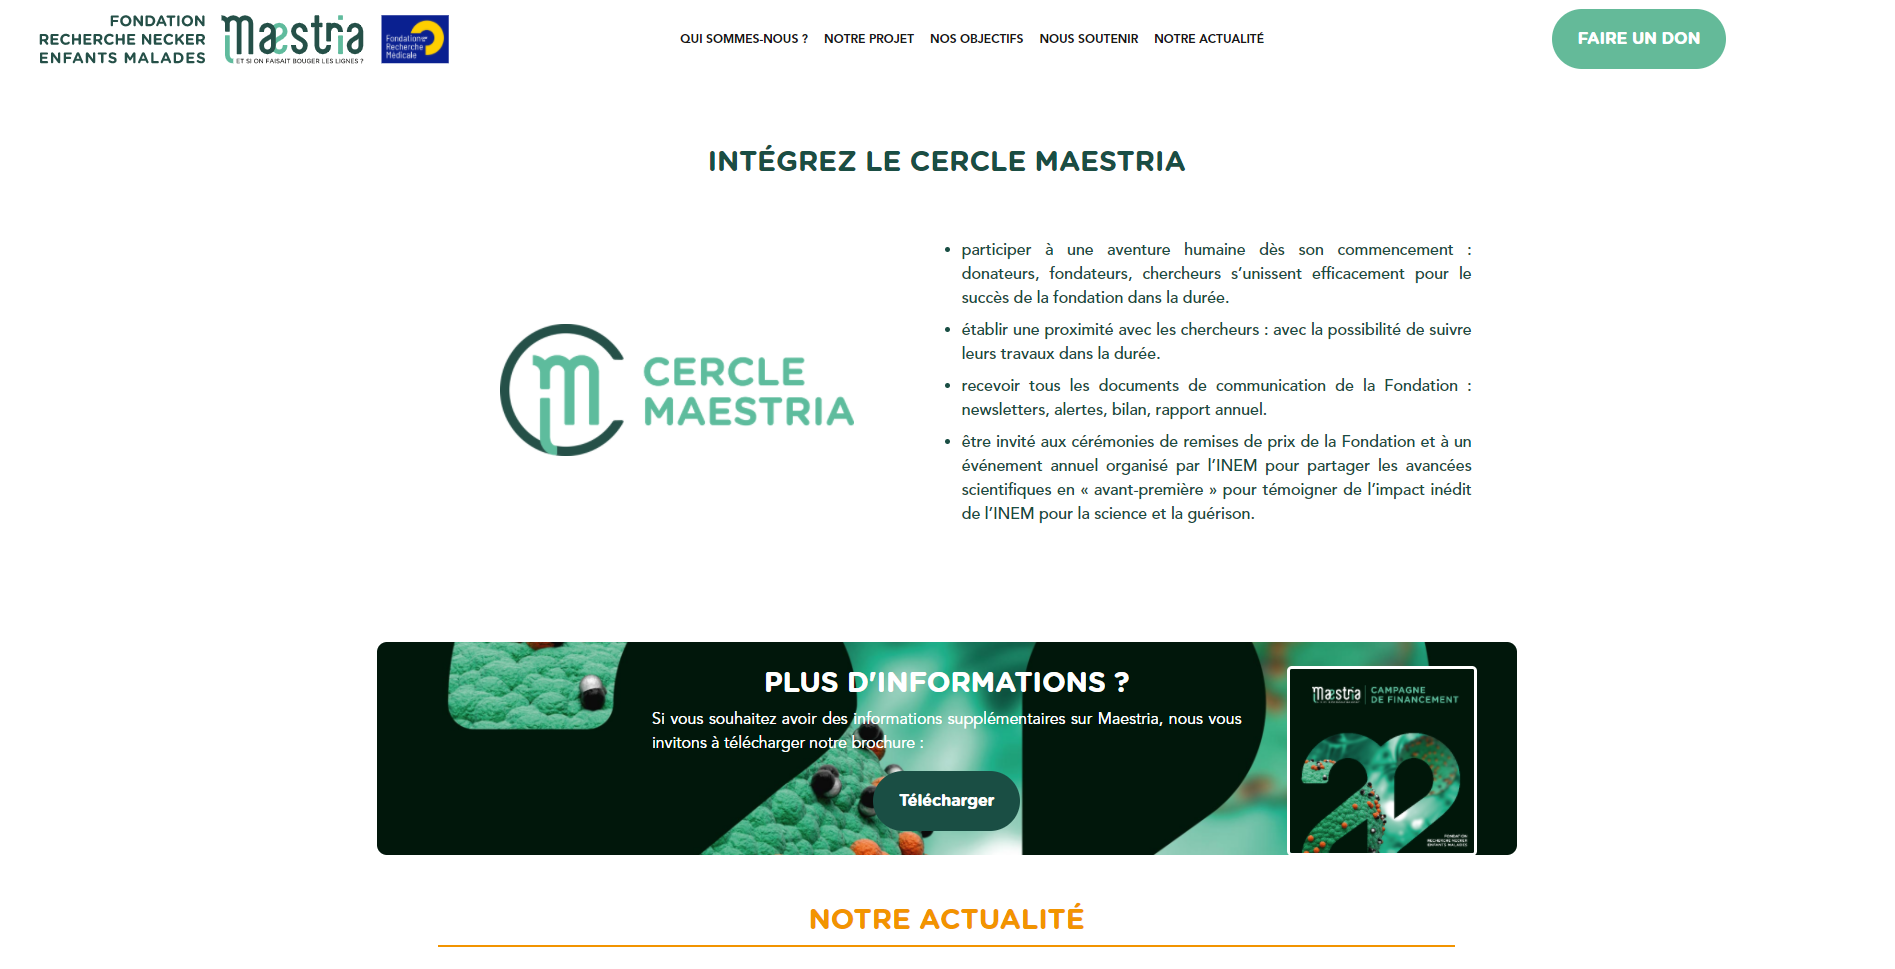 FONDATION
RECHERCHE NECKER
ENFANTS MALADES
Maestria
ET SI ON FAISAIT BOUGER LES LIGNES ?
Fondation
Recherche
Médicale
QUI SOMMES-NOUS ? NOTRE PROJET NOS OBJECTIFS NOUS SOUTENIR NOTRE ACTUALITÉ
FAIRE UN DON
INTÉGREZ LE CERCLE MAESTRIA
CERCLE
MAESTRIA
• participer à une aventure humaine dès son commencement :
donateurs, fondateurs, chercheurs s’unissent efficacement pour le
succès de la fondation dans la durée.
• établir une proximité avec les chercheurs : avec la possibilité de suivre
leurs travaux dans la durée.
• recevoir tous les documents de communication de la Fondation :
newsletters, alertes, bilan, rapport annuel.
• être invité aux cérémonies de remises de prix de la Fondation et à un
événement annuel organisé par l’INEM pour partager les avancées
scientifiques en « avant-première » pour témoigner de l’impact inédit
de l’INEM pour la science et la guérison.
PLUS D'INFORMATIONS ?
Si vous souhaitez avoir des informations supplémentaires sur Maestria, nous vous
invitons à télécharger notre brochure :
Télécharger
Maestria
CAMPAGNE
DE FINANCEMENT
FONDATION
RECHERCHE NECKER
ENFANTS MALADES
NOTRE ACTUALITÉ